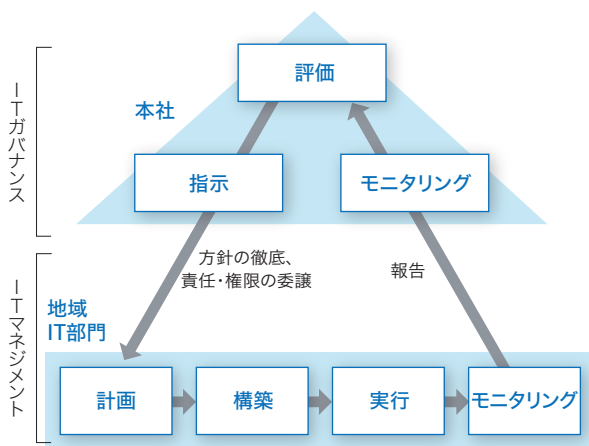 ITガバナンス
評価
本社
指示
モニタリング
方針の徹底、
責任・権限の委譲
報告
ITマネジメント
地域
IT部門
計画
構築
実行
モニタリング